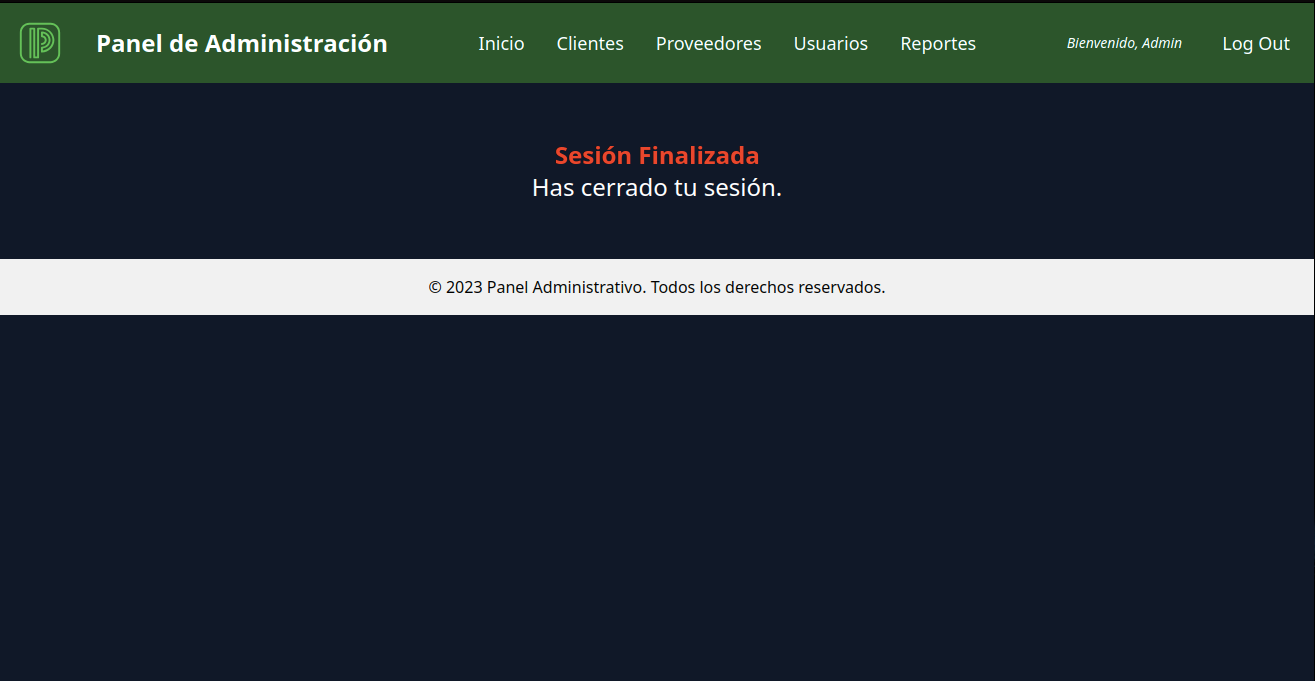 Panel de Administración
Inicio Clientes Proveedores Usuarios Reportes
Bienvenido, Admin
Log Out
Sesión Finalizada
Has cerrado tu sesión.
© 2023 Panel Administrativo. Todos los derechos reservados.